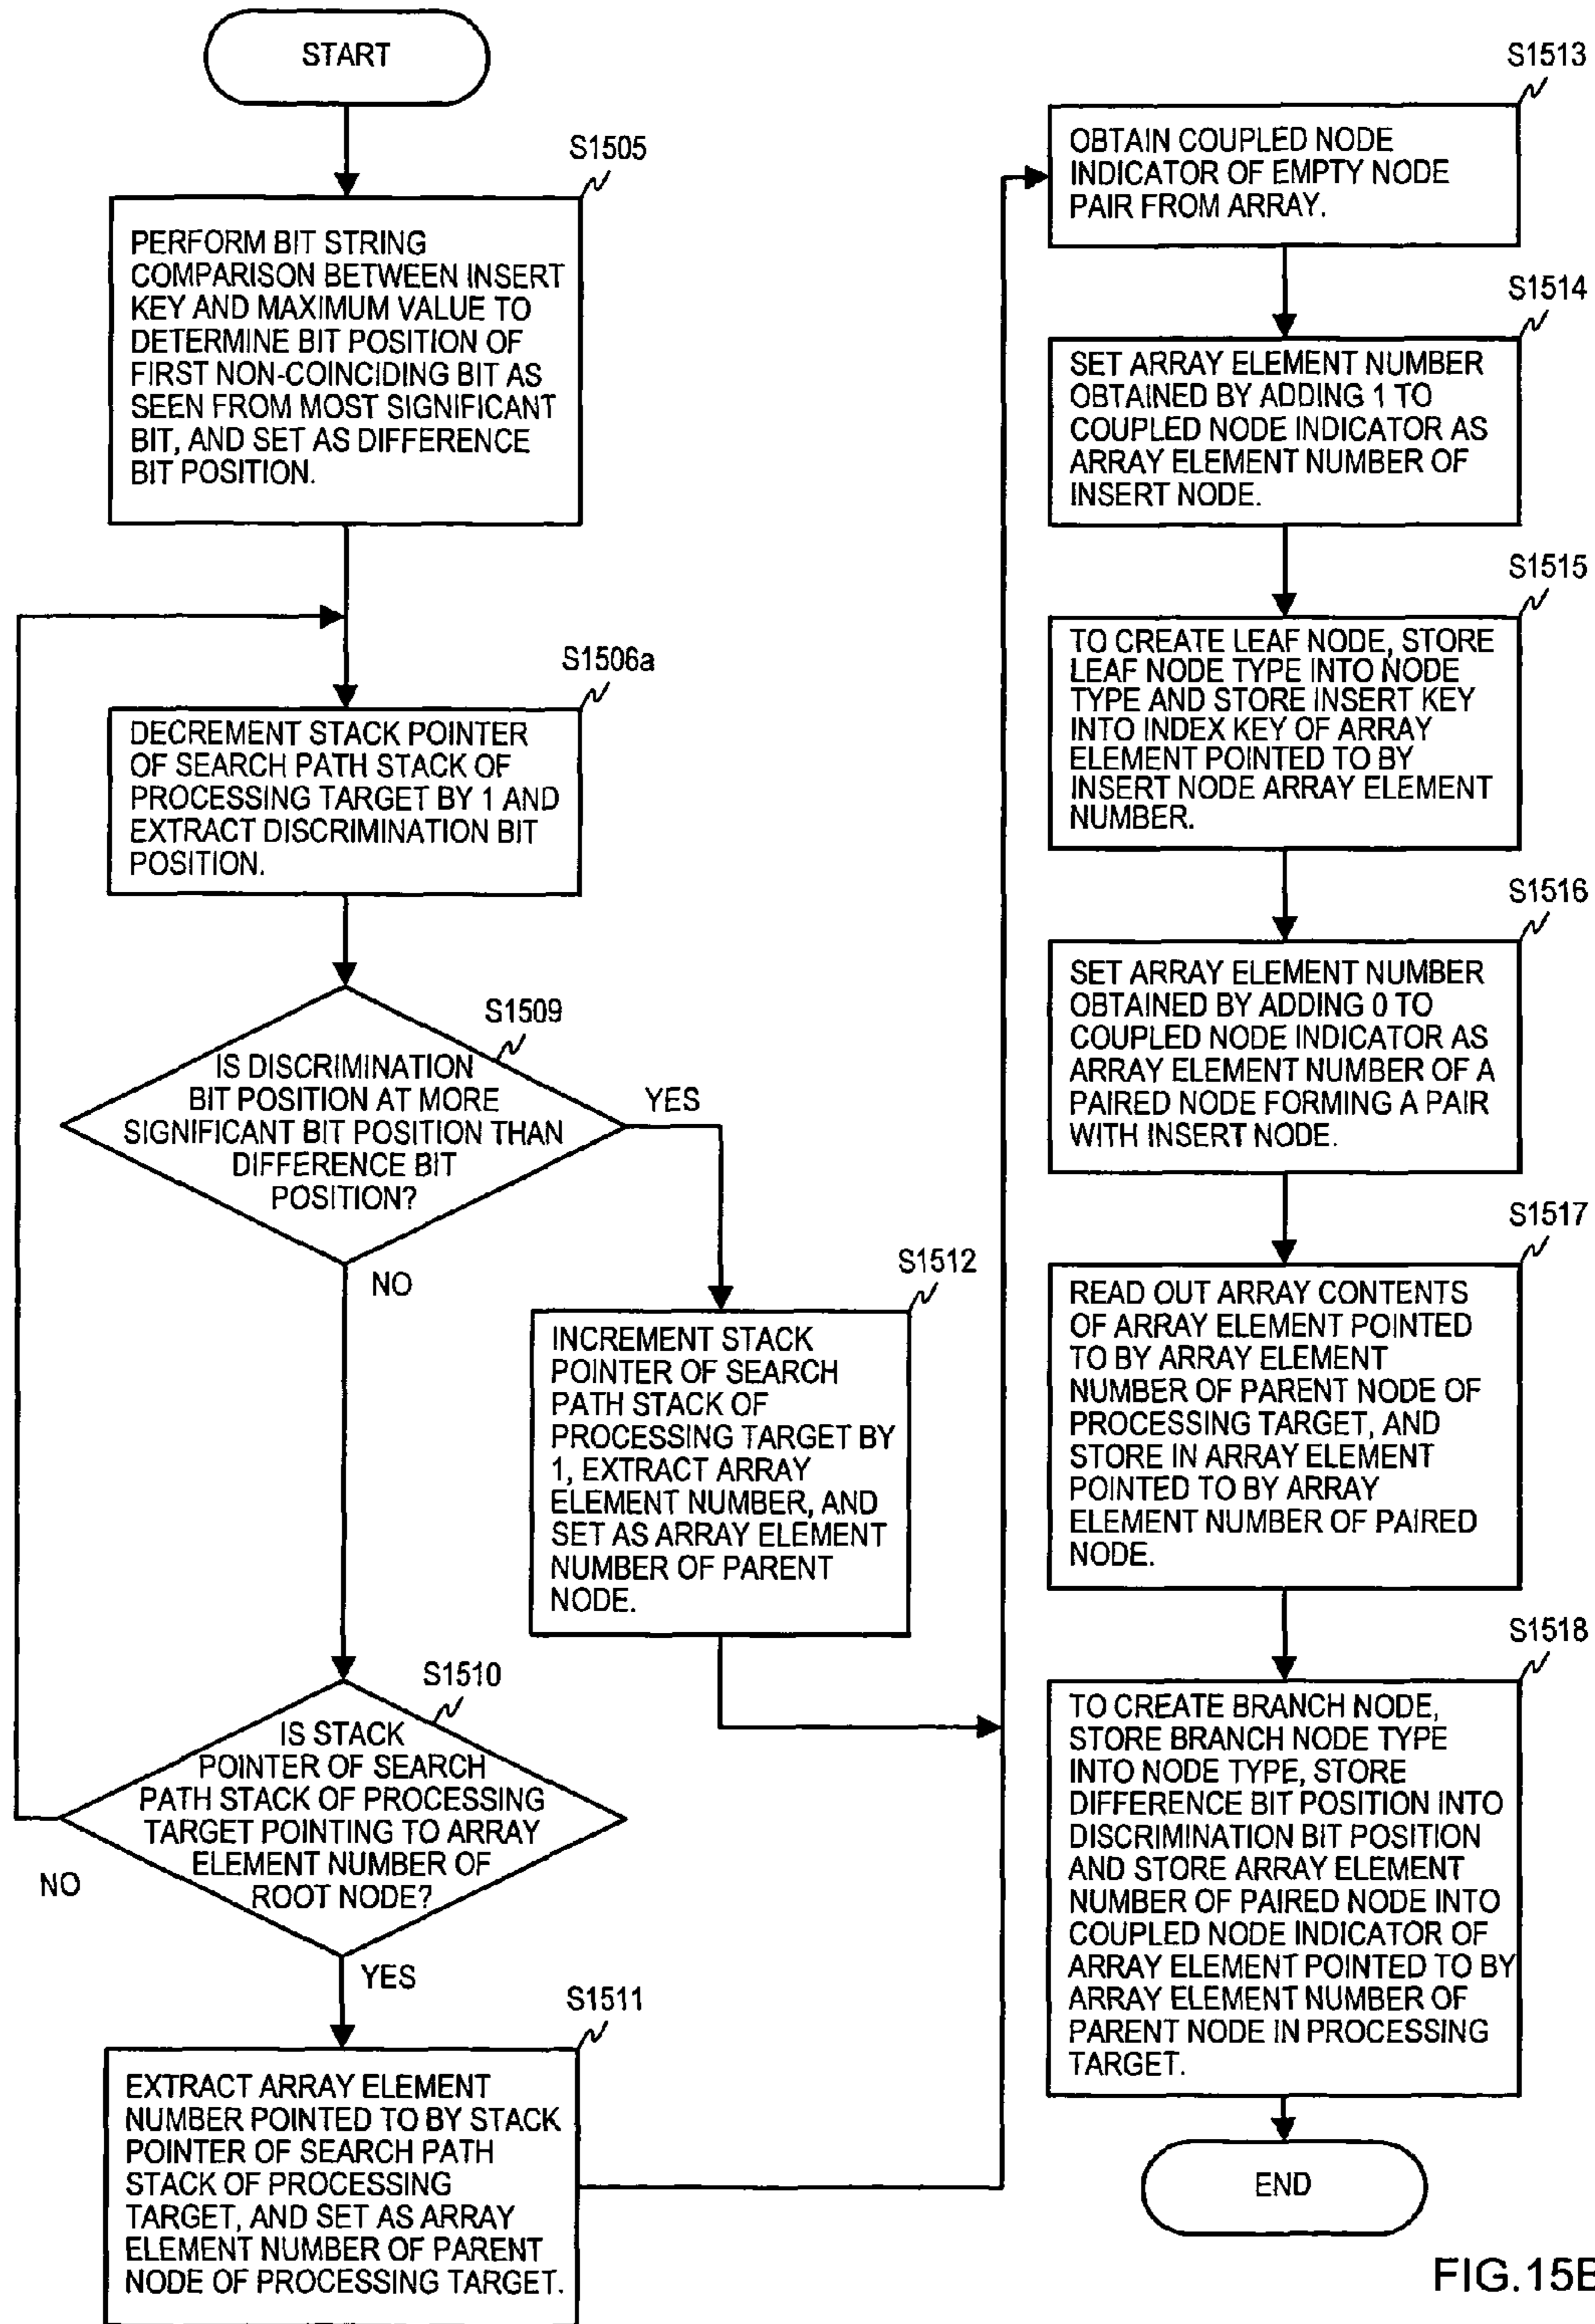 START
S1505
PERFORM BIT STRING
COMPARISON BETWEEN INSERT
KEY AND MAXIMUM VALUE TO
DETERMINE BIT POSITION OF
FIRST NON-COINCIDING BIT AS
SEEN FROM MOST SIGNIFICANT
BIT, AND SET AS DIFFERENCE
BIT POSITION.
S1506a
DECREMENT STACK POINTER
OF SEARCH PATH STACK OF
PROCESSING TARGET BY 1 AND
EXTRACT DISCRIMINATION BIT
POSITION.
S1509
IS DISCRIMINATION
BIT POSITION AT MORE
SIGNIFICANT BIT POSITION THAN
DIFFERENCE BIT
POSITION?
YES
NO
S1512
INCREMENT STACK
POINTER OF SEARCH
PATH STACK OF
PROCESSING TARGET BY
1, EXTRACT ARRAY
ELEMENT NUMBER, AND
SET AS ARRAY ELEMENT
NUMBER OF PARENT
NODE.
S1510
IS STACK
POINTER OF SEARCH
PATH STACK OF PROCESSING
TARGET POINTING TO ARRAY
ELEMENT NUMBER OF
ROOT NODE?
NO
YES
S1511
EXTRACT ARRAY ELEMENT
NUMBER POINTED TO BY STACK
POINTER OF SEARCH PATH
STACK OF PROCESSING
TARGET, AND SET AS ARRAY
ELEMENT NUMBER OF PARENT
NODE OF PROCESSING TARGET.
S1513
OBTAIN COUPLED NODE
INDICATOR OF EMPTY NODE
PAIR FROM ARRAY.
S1514
SET ARRAY ELEMENT NUMBER
OBTAINED BY ADDING 1 TO
COUPLED NODE INDICATOR AS
ARRAY ELEMENT NUMBER OF
INSERT NODE.
S1515
TO CREATE LEAF NODE, STORE
LEAF NODE TYPE INTO NODE
TYPE AND STORE INSERT KEY
INTO INDEX KEY OF ARRAY
ELEMENT POINTED TO BY
INSERT NODE ARRAY ELEMENT
NUMBER.
S1516
SET ARRAY ELEMENT NUMBER
OBTAINED BY ADDING 0 TO
COUPLED NODE INDICATOR AS
ARRAY ELEMENT NUMBER OF A
PAIRED NODE FORMING A PAIR
WITH INSERT NODE.
S1517
READ OUT ARRAY CONTENTS
OF ARRAY ELEMENT POINTED
TO BY ARRAY ELEMENT
NUMBER OF PARENT NODE OF
PROCESSING TARGET, AND
STORE IN ARRAY ELEMENT
POINTED TO BY ARRAY
ELEMENT NUMBER OF PAIRED
NODE.
S1518
TO CREATE BRANCH NODE,
STORE BRANCH NODE TYPE
INTO NODE TYPE, STORE
DIFFERENCE BIT POSITION INTO
DISCRIMINATION BIT POSITION
AND STORE ARRAY ELEMENT
NUMBER OF PAIRED NODE INTO
COUPLED NODE INDICATOR OF
ARRAY ELEMENT POINTED TO BY
ARRAY ELEMENT NUMBER OF
PARENT NODE IN PROCESSING
TARGET.
END
FIG.15B